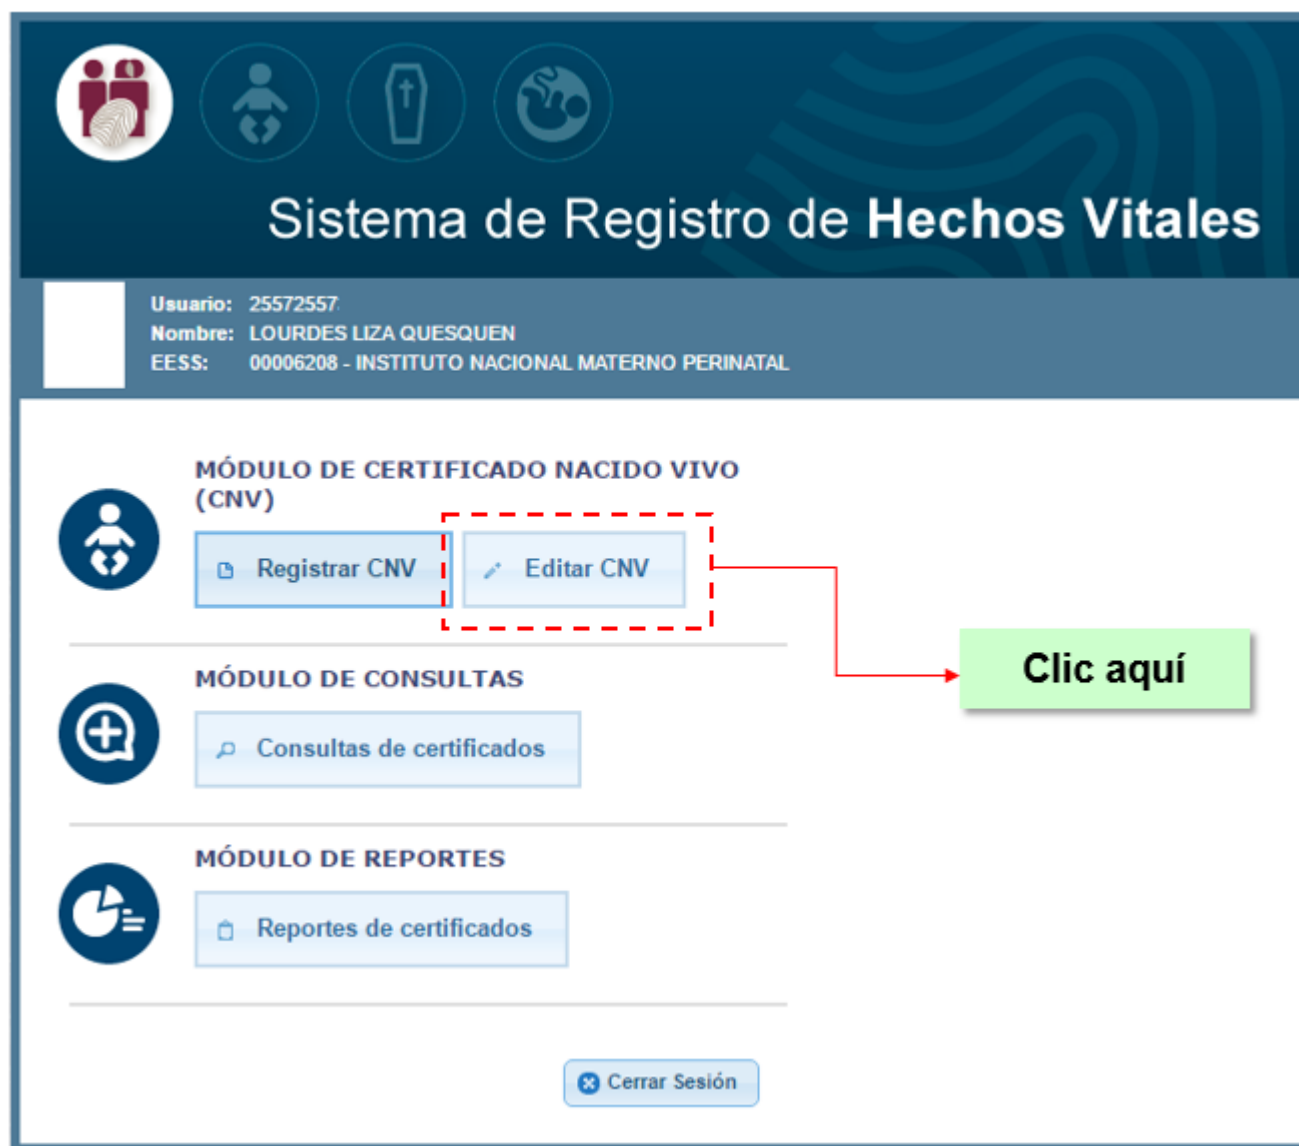 Sistema de Registro de Hechos Vitales
Usuario: 25572557
Nombre: LOURDES LIZA QUESQUEN
EESS: 00006208 - INSTITUTO NACIONAL MATERNO PERINATAL
MÓDULO DE CERTIFICADO NACIDO VIVO
(CNV)
Registrar CNV
Editar CNV
Clic aquí
MÓDULO DE CONSULTAS
Consultas de certificados
MÓDULO DE REPORTES
Reportes de certificados
Cerrar Sesión